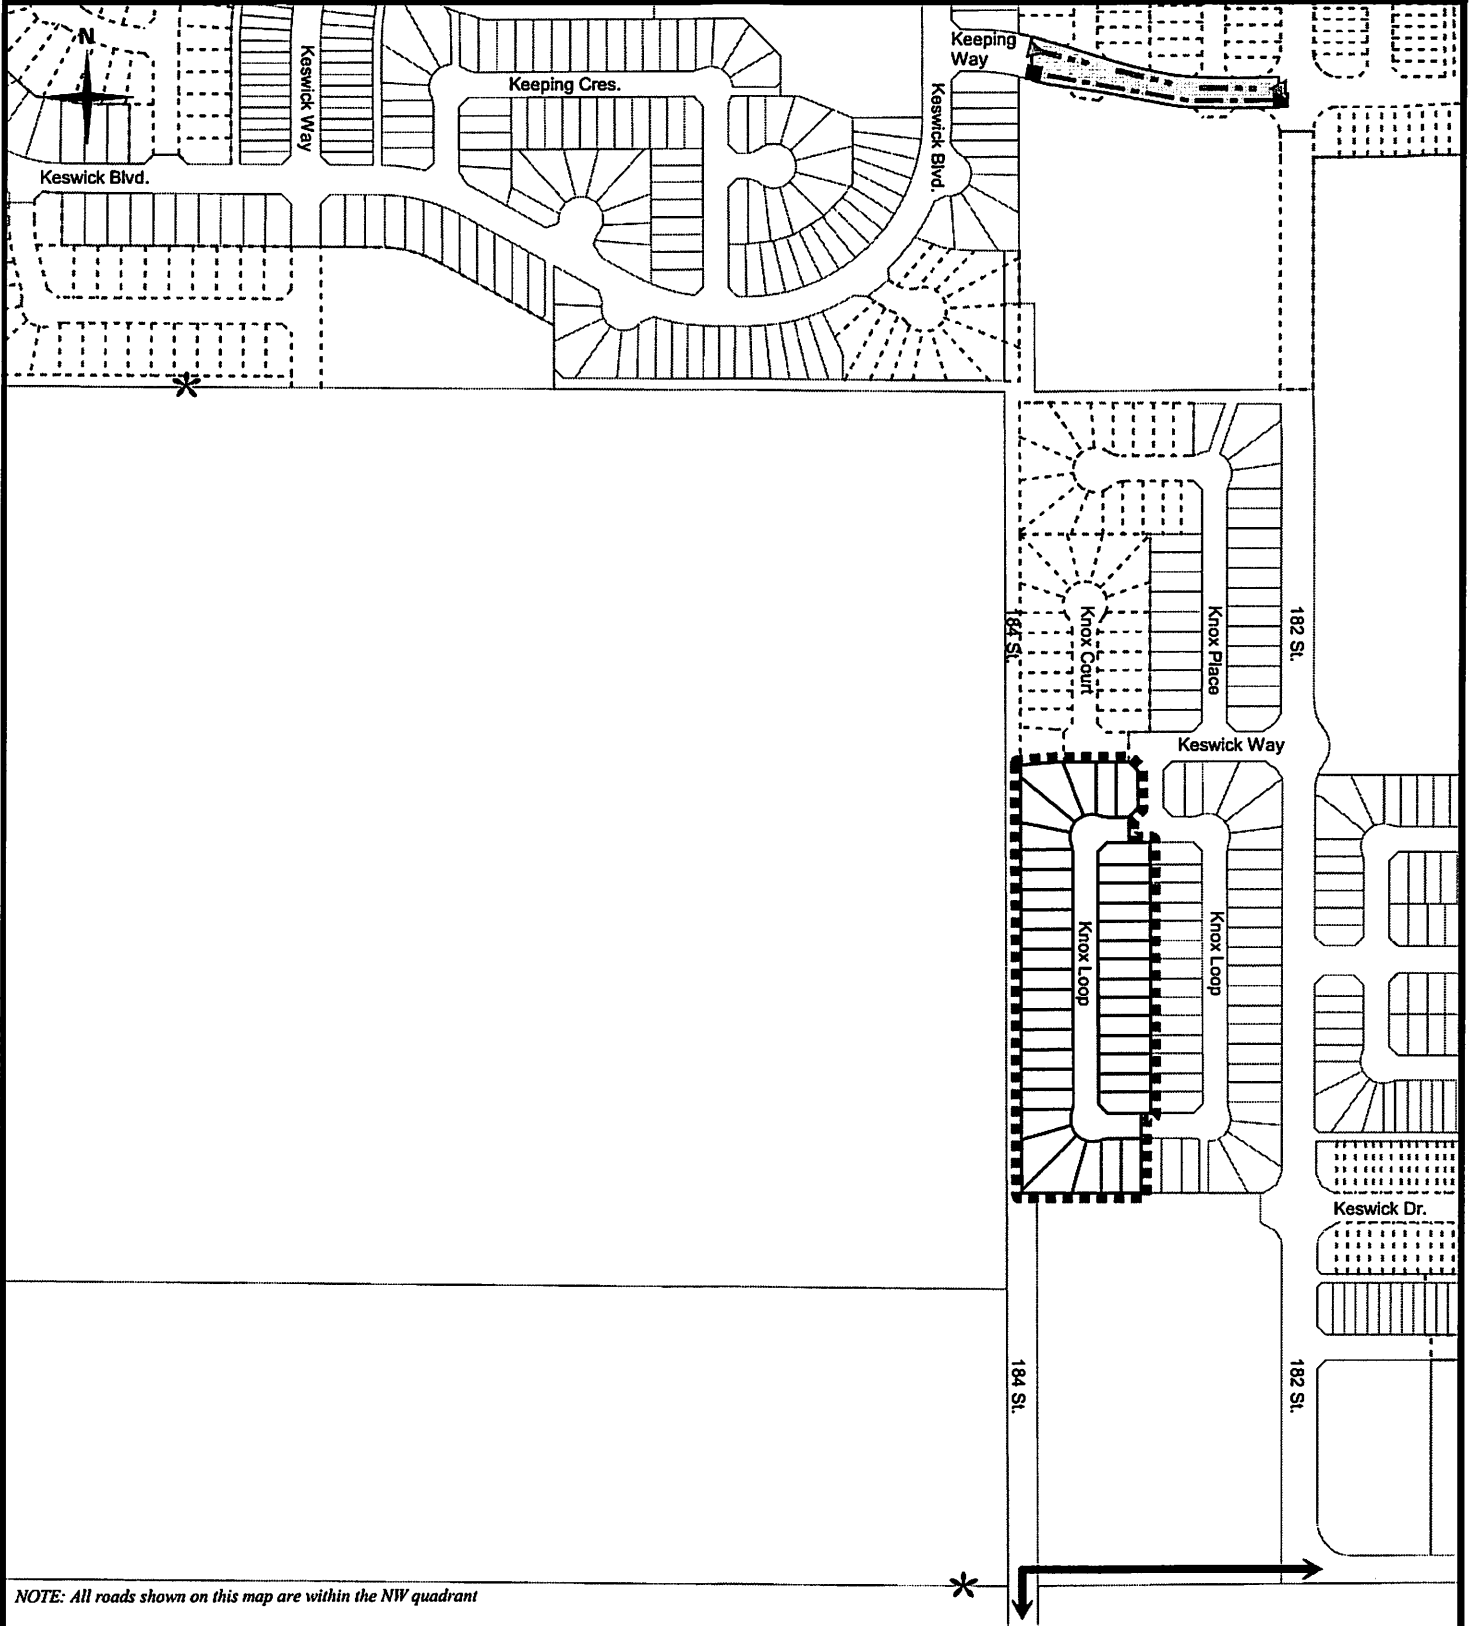 N
Keswick Way
Keeping Cres.
Keeping
Way
Keswick Blvd.
Keswick Blvd.
184 St.
Knox Court
Knox Place
182 St.
Keswick Way
Knox Loop
Knox Loop
Keswick Dr.
184 St.
182 St.
NOTE: All roads shown on this map are within the NW quadrant